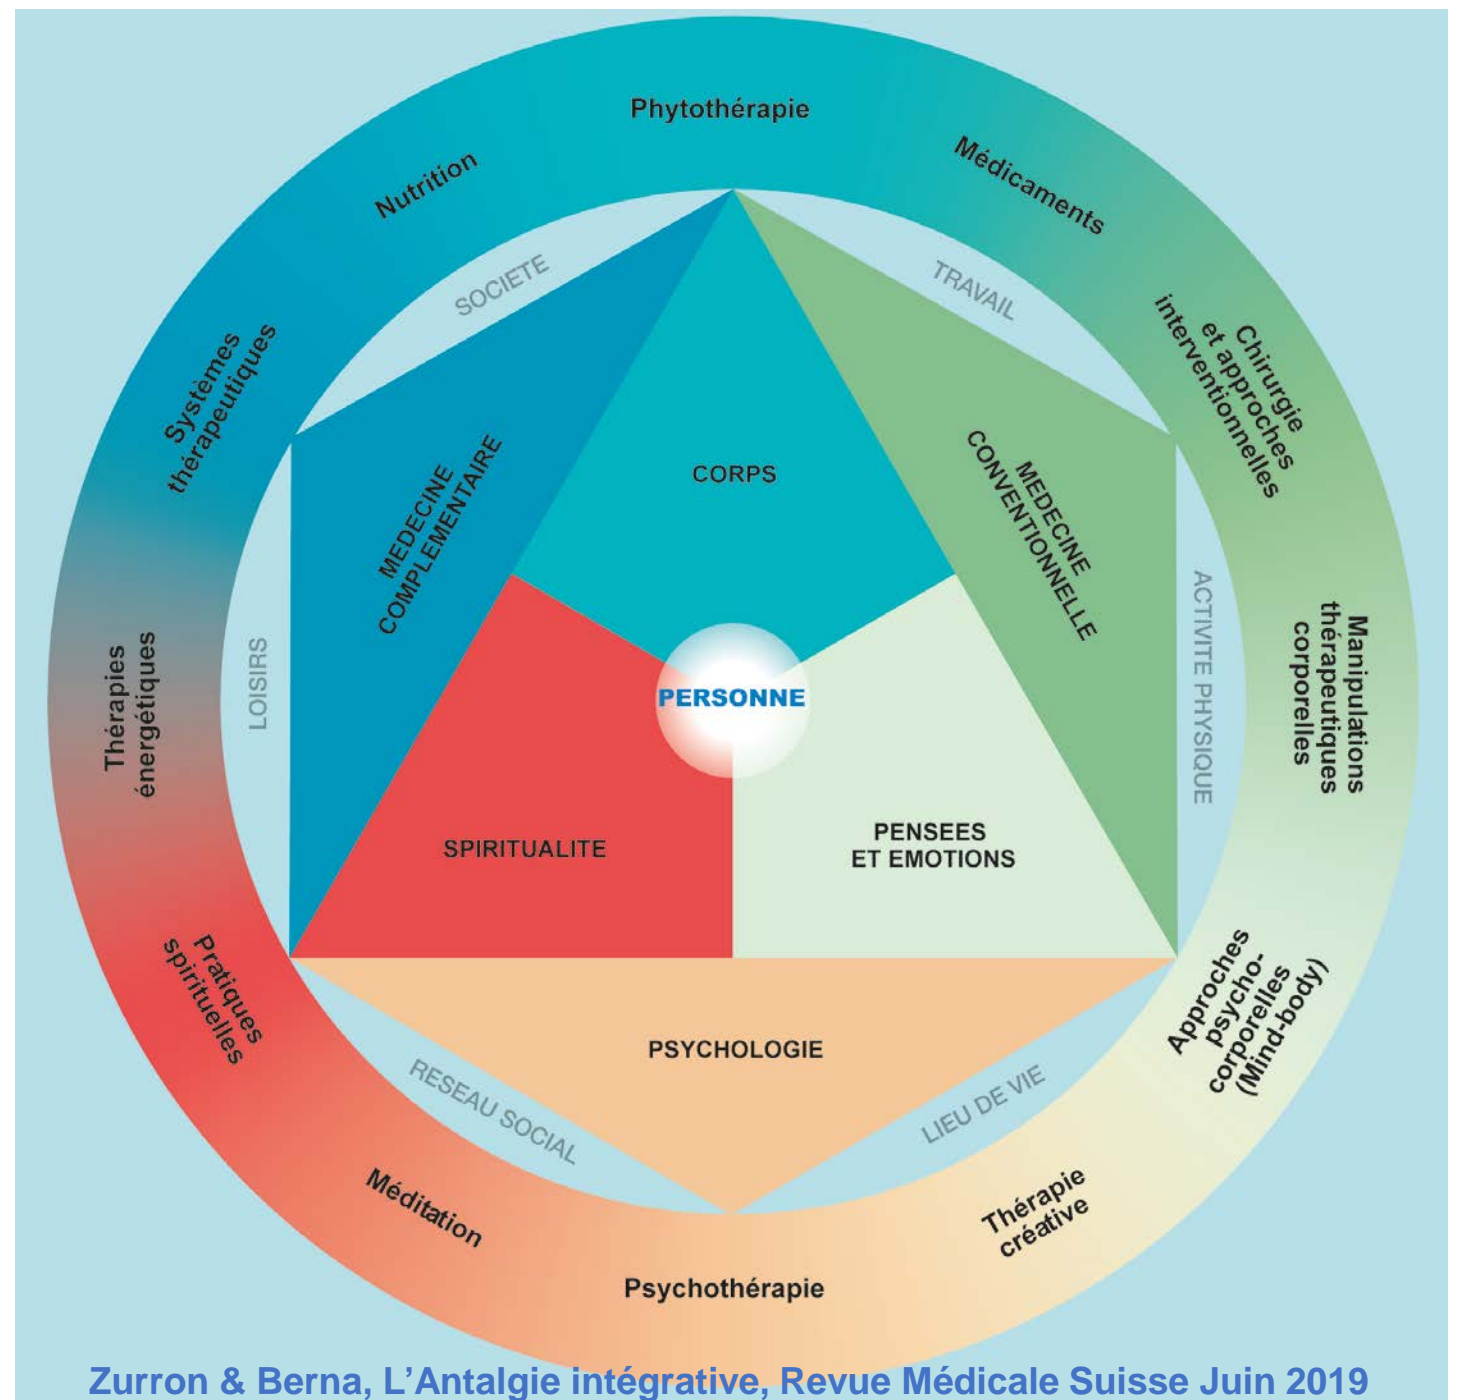 Phytothérapie
Médicaments
Chirurgie
et approches
interventionnelles
Manipulations
thérapeutiques
corporelles
Approches
psycho-
corporelles
(Mind-body)
Thérapie
créative
Psychothérapie
Méditation
Pratiques
spirituelles
Thérapies
énergétiques
Systèmes
thérapeutiques
Nutrition
SOCIETE
TRAVAIL
ACTIVITE PHYSIQUE
LIEU DE VIE
RESEAU SOCIAL
LOISIRS
MEDECINE
COMPLEMENTAIRE
CORPS
MEDECINE
CONVENTIONNELLE
PERSONNE
SPIRITUALITE
PENSEES
ET EMOTIONS
PSYCHOLOGIE
Zurron & Berna, L’Antalgie intégrative, Revue Médicale Suisse Juin 2019